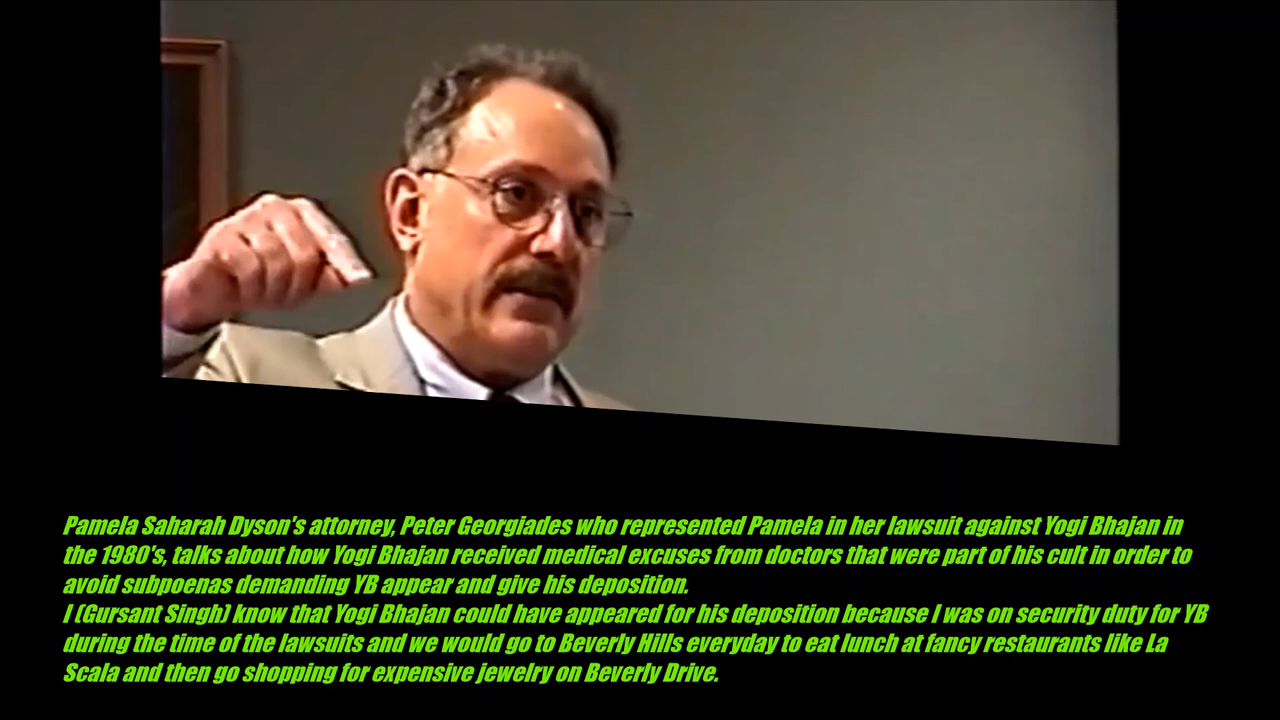 Pamela Saharah Dyson's attorney, Peter Georgiades who represented Pamela in her lawsuit against Yogi Bhajan in
the 1980's, talks about how Yogi Bhajan received medical excuses from doctors that were part of his cult in order to
avoid subpoenas demanding YB appear and give his deposition.
I (Gursant Singh) know that Yogi Bhajan could have appeared for his deposition because I was on security duty for YB
during the time of the lawsuits and we would go to Beverly Hills everyday to eat lunch at fancy restaurants like La
Scala and then go shopping for expensive jewelry on Beverly Drive.